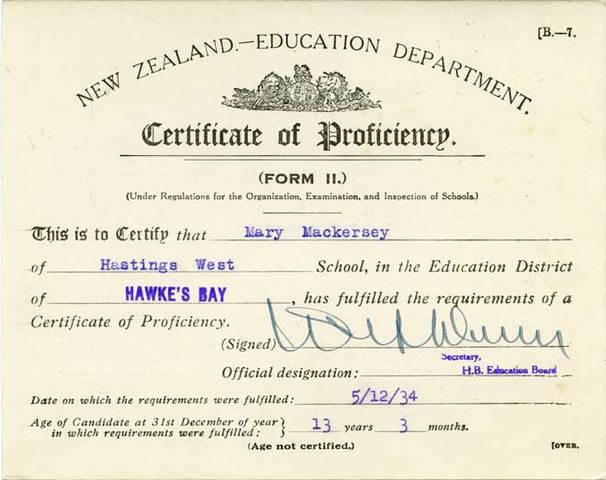 [B.—7.
NEW ZEALAND.—EDUCATION DEPARTMENT.
Certificate of Proficiency.
(FORM II.)
(Under Regulations for the Organization, Examination, and Inspection of Schools.)
This is to Certify that Mary Mackersey
of Hastings West School, in the Education District
of HAWKE'S BAY, has fulfilled the requirements of a
Certificate of Proficiency.
(Signed)
Secretary,
Official designation: H.B. Education Board
Date on which the requirements were fulfilled: 5/12/34
Age of Candidate at 31st December of year
in which requirements were fulfilled: } 13 years 3 months.
(Age not certified.)
[OVER.